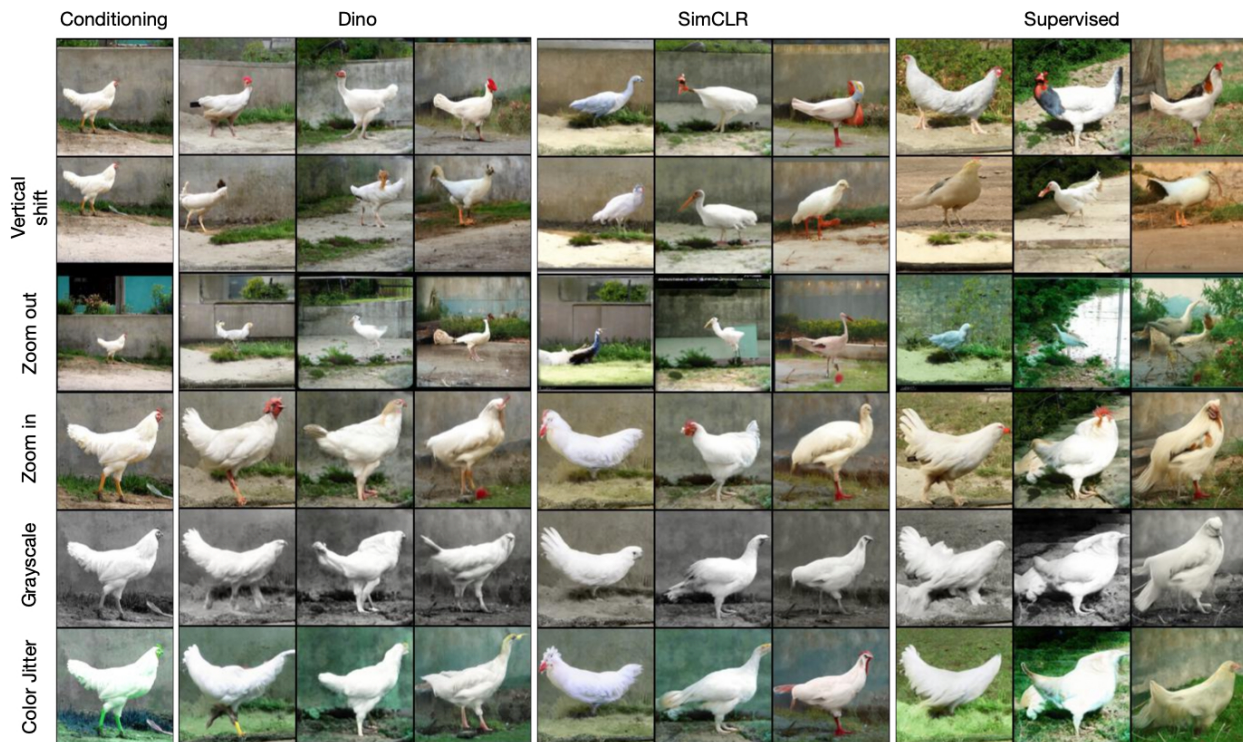 Conditioning
Dino
SimCLR
Supervised
Vertical
shift
Zoom out
Zoom in
Grayscale
Color Jitter